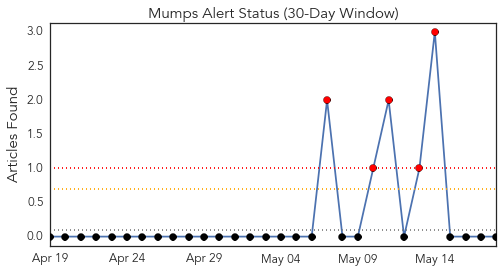 Mumps Alert Status (30-Day Window)
Articles Found
3.0
2.5
2.0
1.5
1.0
0.5
0.0
Apr 19 Apr 24 Apr 29 May 04 May 09 May 14